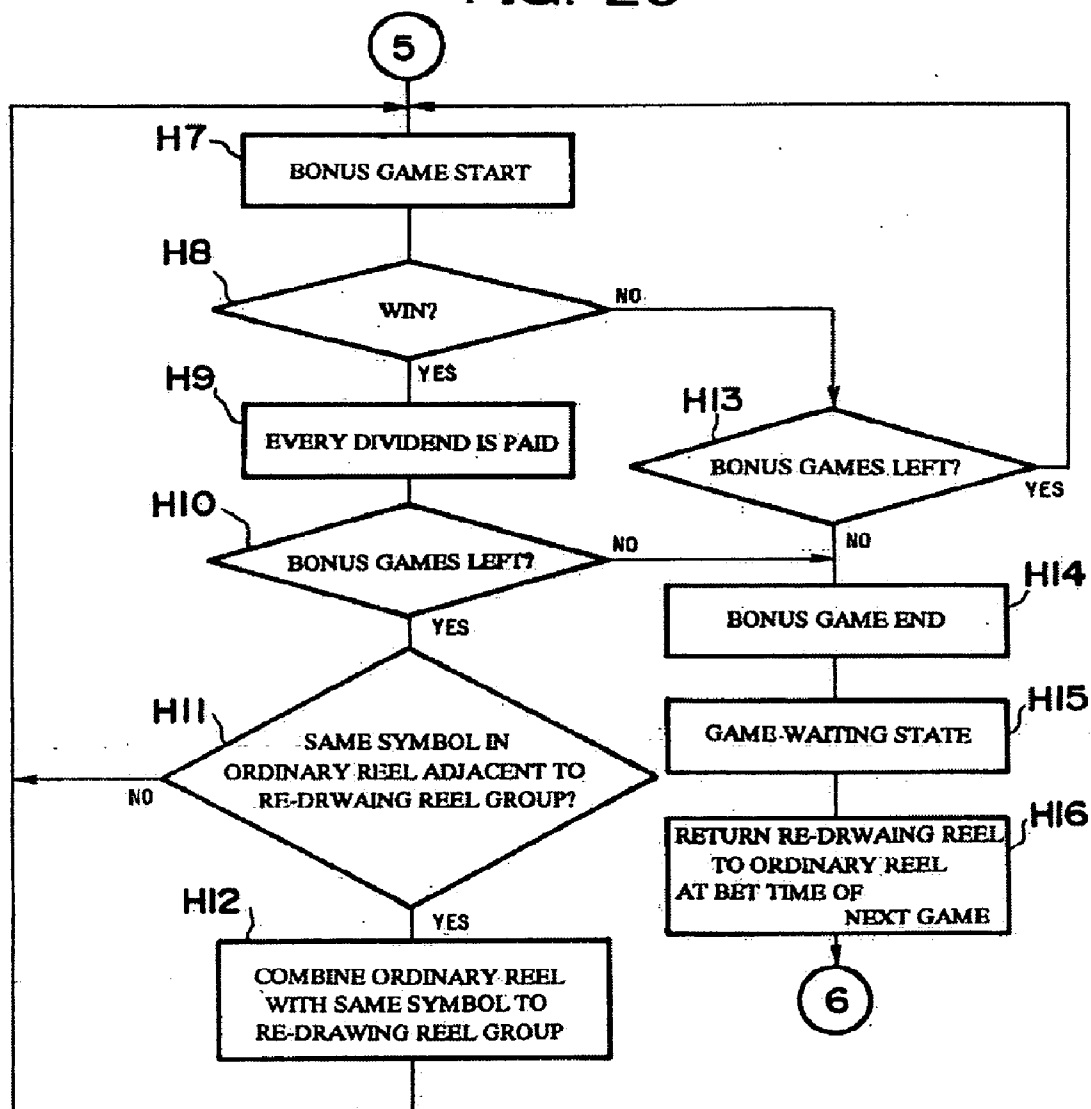 5
H7
BONUS GAME START
H8
WIN?
NO
YES
H9
EVERY DIVIDEND IS PAID
H13
BONUS GAMES LEFT?
YES
NO
H10
BONUS GAMES LEFT?
NO
YES
H14
BONUS GAME END
H11
SAME SYMBOL IN
ORDINARY REEL ADJACENT TO
RE-DRWAING REEL GROUP?
NO
YES
H15
GAME-WAITING STATE
H16
RETURN RE-DRWAING REEL
TO ORDINARY REEL
AT BET TIME OF
NEXT GAME
H12
COMBINE ORDINARY REEL
WITH SAME SYMBOL TO
RE-DRAWING REEL GROUP
6